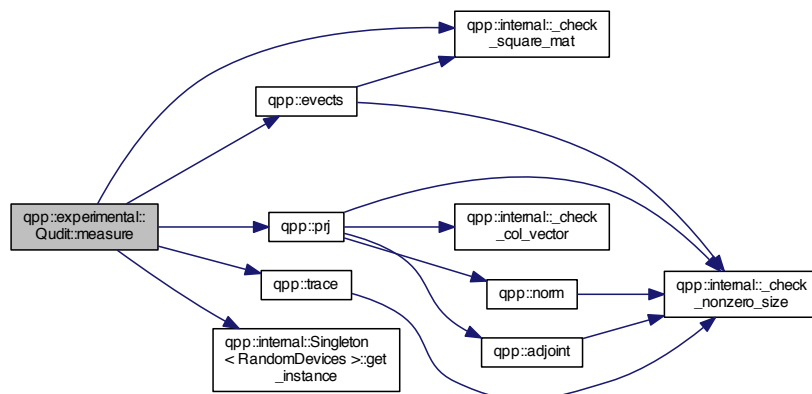 qpp::internal::_check
_square_mat
qpp::evects
qpp::experimental::
Qudit::measure
qpp::prj
qpp::internal::_check
_col_vector
qpp::trace
qpp::norm
qpp::internal::_check
_nonzero_size
qpp::internal::Singleton
< RandomDevices >::get
_instance
qpp::adjoint